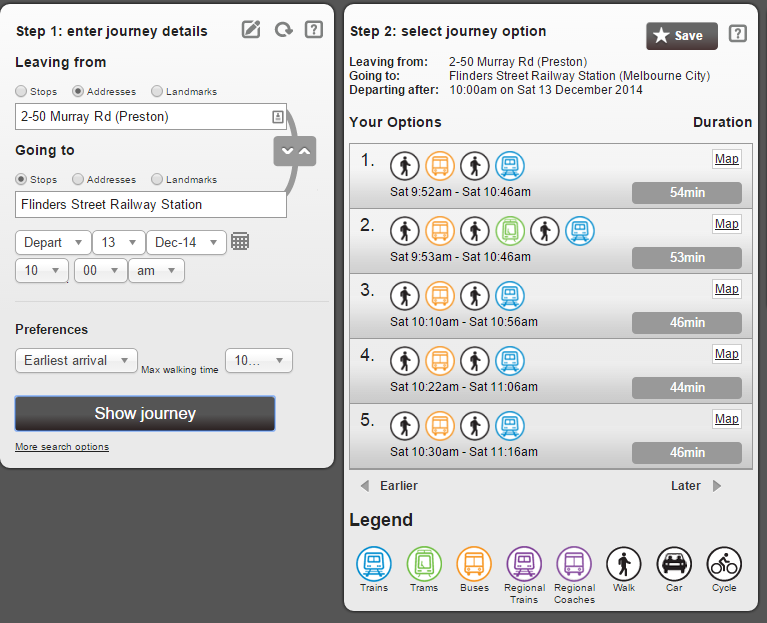 Step 1: enter journey details
?
Leaving from
Stops Addresses Landmarks
2-50 Murray Rd (Preston)
Going to
Stops Addresses Landmarks
Flinders Street Railway Station
Depart 13 Dec-14
10 00 am
Preferences
Earliest arrival Max walking time 10...
Show journey
More search options
Step 2: select journey option
Save
?
Leaving from: 2-50 Murray Rd (Preston)
Going to: Flinders Street Railway Station (Melbourne City)
Departing after: 10:00am on Sat 13 December 2014
Your Options Duration
1. Map
Sat 9:52am - Sat 10:46am 54min
2. Map
Sat 9:53am - Sat 10:46am 53min
3. Map
Sat 10:10am - Sat 10:56am 46min
4. Map
Sat 10:22am - Sat 11:06am 44min
5. Map
Sat 10:30am - Sat 11:16am 46min
Earlier Later
Legend
Trains
Trams
Buses
Regional
Trains
Regional
Coaches
Walk
Car
Cycle